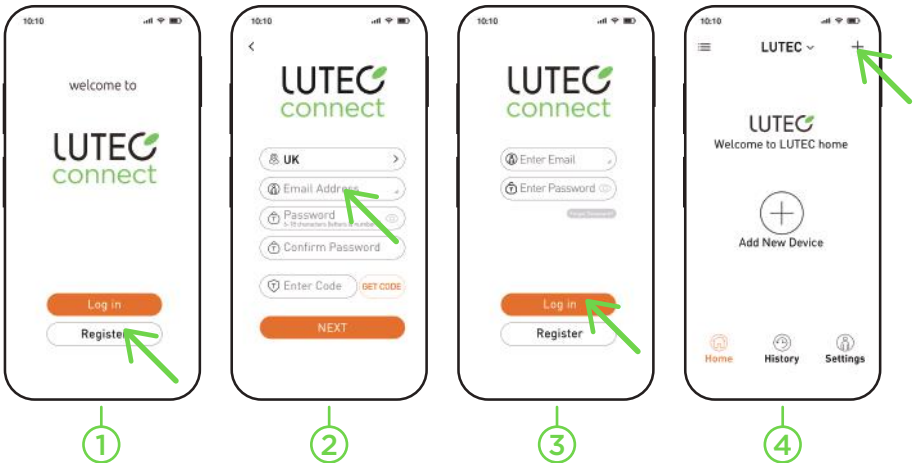 10:10
welcome to
LUTEC
connect
Log in
Register
1
10:10
LUTEC
connect
UK
Email Address
Password
Confirm Password
Enter Code
GET CODE
NEXT
2
10:10
LUTEC
connect
Enter Email
Enter Password
Log in
Register
3
10:10
LUTEC
LUTEC
Welcome to LUTEC home
Add New Device
Home History Settings
4